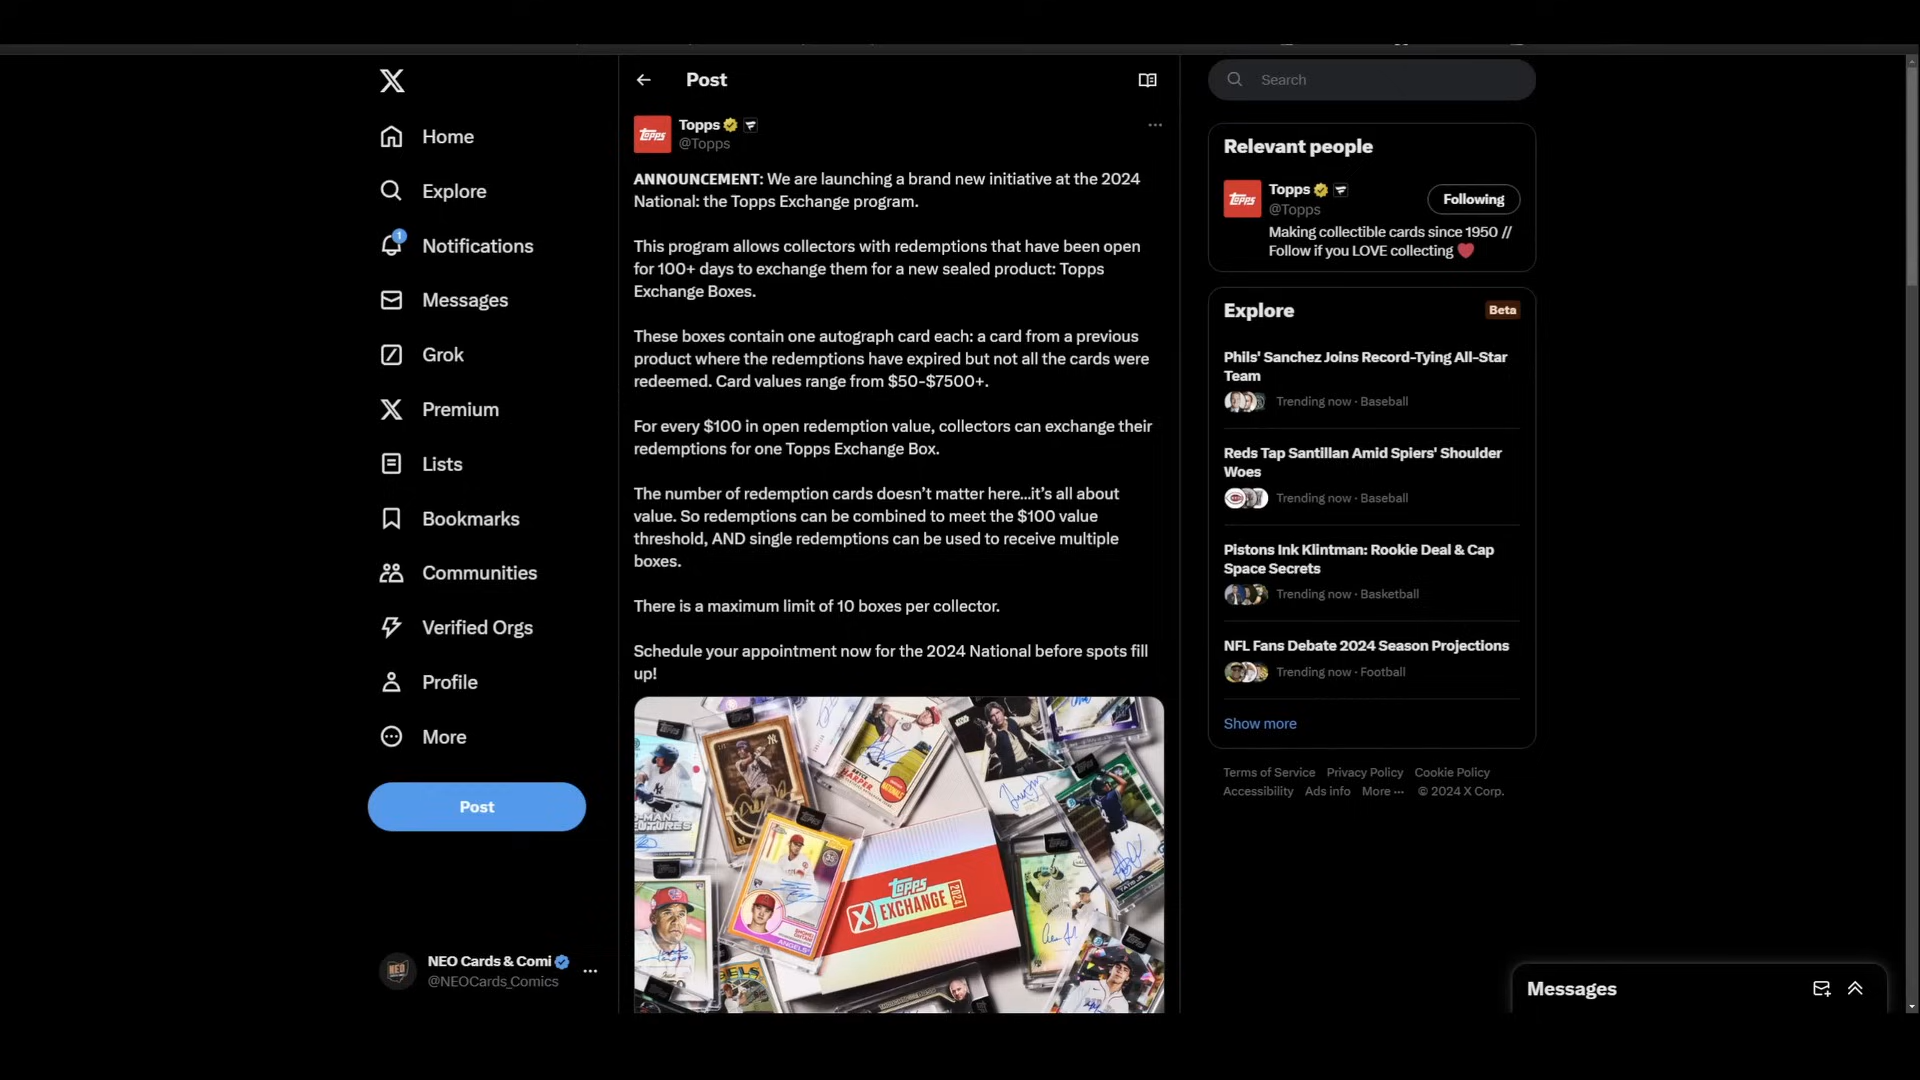 Home
Explore
1
Notifications
Messages
Grok
Premium
Lists
Bookmarks
Communities
Verified Orgs
Profile
More
Post
NEO Cards & Comi
@NEOCards_Comics
Post
Topps
@Topps
ANNOUNCEMENT: We are launching a brand new initiative at the 2024
National: the Topps Exchange program.
This program allows collectors with redemptions that have been open
for 100+ days to exchange them for a new sealed product: Topps
Exchange Boxes.
These boxes contain one autograph card each: a card from a previous
product where the redemptions have expired but not all the cards were
redeemed. Card values range from $50-$7500+.
For every $100 in open redemption value, collectors can exchange their
redemptions for one Topps Exchange Box.
The number of redemption cards doesn’t matter here...it’s all about
value. So redemptions can be combined to meet the $100 value
threshold, AND single redemptions can be used to receive multiple
boxes.
There is a maximum limit of 10 boxes per collector.
Schedule your appointment now for the 2024 National before spots fill
up!
BRYCE
HARPER
topps
X EXCHANGE 2024
ANGELS
Search
Relevant people
Topps
@Topps
Following
Making collectible cards since 1950 //
Follow if you LOVE collecting
Explore
Beta
Phils' Sanchez Joins Record-Tying All-Star
Team
Trending now · Baseball
Reds Tap Santillan Amid Spiers' Shoulder
Woes
Trending now · Baseball
Pistons Ink Klintman: Rookie Deal & Cap
Space Secrets
Trending now · Basketball
NFL Fans Debate 2024 Season Projections
Trending now · Football
Show more
Terms of Service Privacy Policy Cookie Policy
Accessibility Ads info More ··· © 2024 X Corp.
Messages